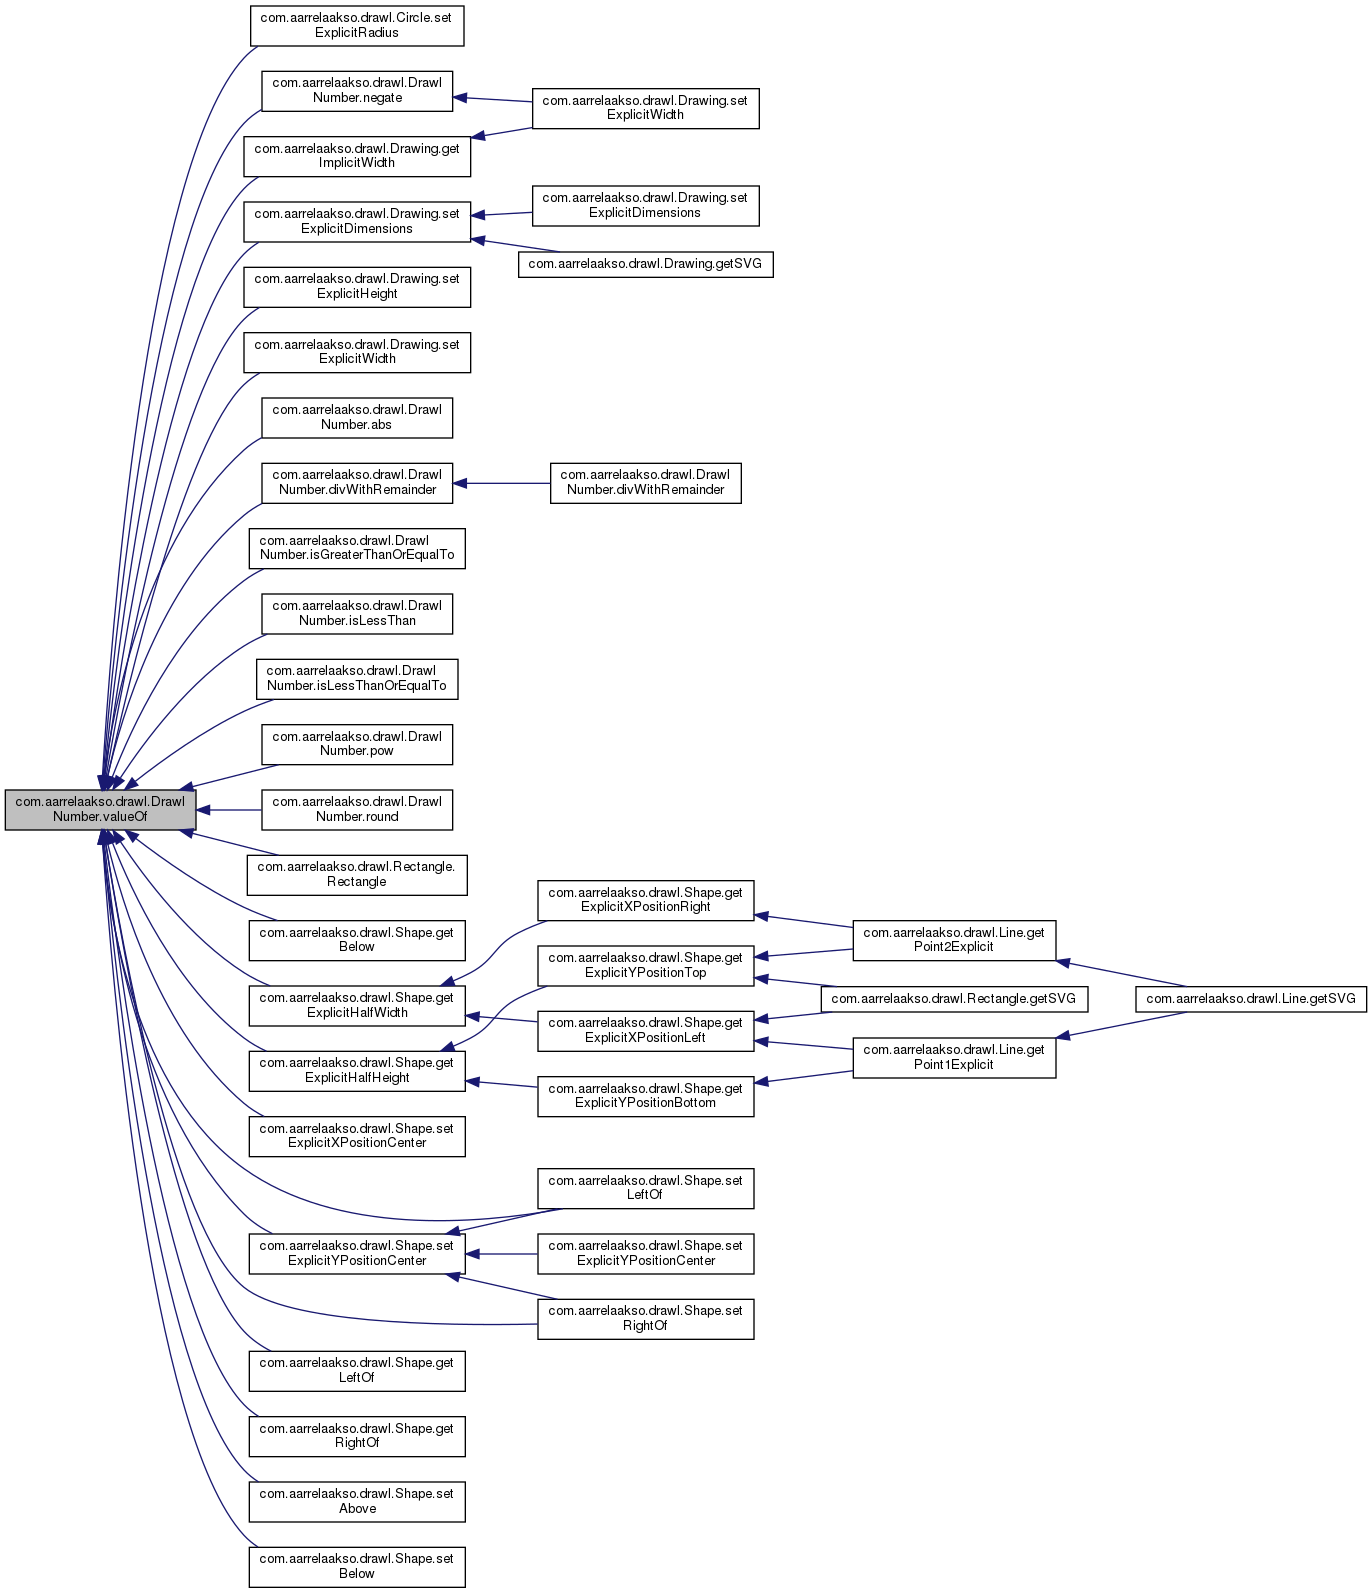 com.aarrelaakso.drawl.Circle.set
ExplicitRadius
com.aarrelaakso.drawl.Drawl
Number.negate
com.aarrelaakso.drawl.Drawing.set
ExplicitWidth
com.aarrelaakso.drawl.Drawing.get
ImplicitWidth
com.aarrelaakso.drawl.Drawing.set
ExplicitDimensions
com.aarrelaakso.drawl.Drawing.set
ExplicitDimensions
com.aarrelaakso.drawl.Drawing.getSVG
com.aarrelaakso.drawl.Drawing.set
ExplicitHeight
com.aarrelaakso.drawl.Drawing.set
ExplicitWidth
com.aarrelaakso.drawl.Drawl
Number.abs
com.aarrelaakso.drawl.Drawl
Number.divWithRemainder
com.aarrelaakso.drawl.Drawl
Number.divWithRemainder
com.aarrelaakso.drawl.Drawl
Number.isGreaterThanOrEqualTo
com.aarrelaakso.drawl.Drawl
Number.isLessThan
com.aarrelaakso.drawl.Drawl
Number.isLessThanOrEqualTo
com.aarrelaakso.drawl.Drawl
Number.pow
com.aarrelaakso.drawl.Drawl
Number.valueOf
com.aarrelaakso.drawl.Drawl
Number.round
com.aarrelaakso.drawl.Rectangle.
Rectangle
com.aarrelaakso.drawl.Shape.get
Below
com.aarrelaakso.drawl.Shape.get
ExplicitHalfWidth
com.aarrelaakso.drawl.Shape.get
ExplicitHalfHeight
com.aarrelaakso.drawl.Shape.get
ExplicitXPositionRight
com.aarrelaakso.drawl.Shape.get
ExplicitYPositionTop
com.aarrelaakso.drawl.Shape.get
ExplicitXPositionLeft
com.aarrelaakso.drawl.Shape.get
ExplicitYPositionBottom
com.aarrelaakso.drawl.Line.get
Point2Explicit
com.aarrelaakso.drawl.Rectangle.getSVG
com.aarrelaakso.drawl.Line.get
Point1Explicit
com.aarrelaakso.drawl.Line.getSVG
com.aarrelaakso.drawl.Shape.set
ExplicitXPositionCenter
com.aarrelaakso.drawl.Shape.set
LeftOf
com.aarrelaakso.drawl.Shape.set
ExplicitYPositionCenter
com.aarrelaakso.drawl.Shape.set
ExplicitYPositionCenter
com.aarrelaakso.drawl.Shape.set
RightOf
com.aarrelaakso.drawl.Shape.get
LeftOf
com.aarrelaakso.drawl.Shape.get
RightOf
com.aarrelaakso.drawl.Shape.set
Above
com.aarrelaakso.drawl.Shape.set
Below